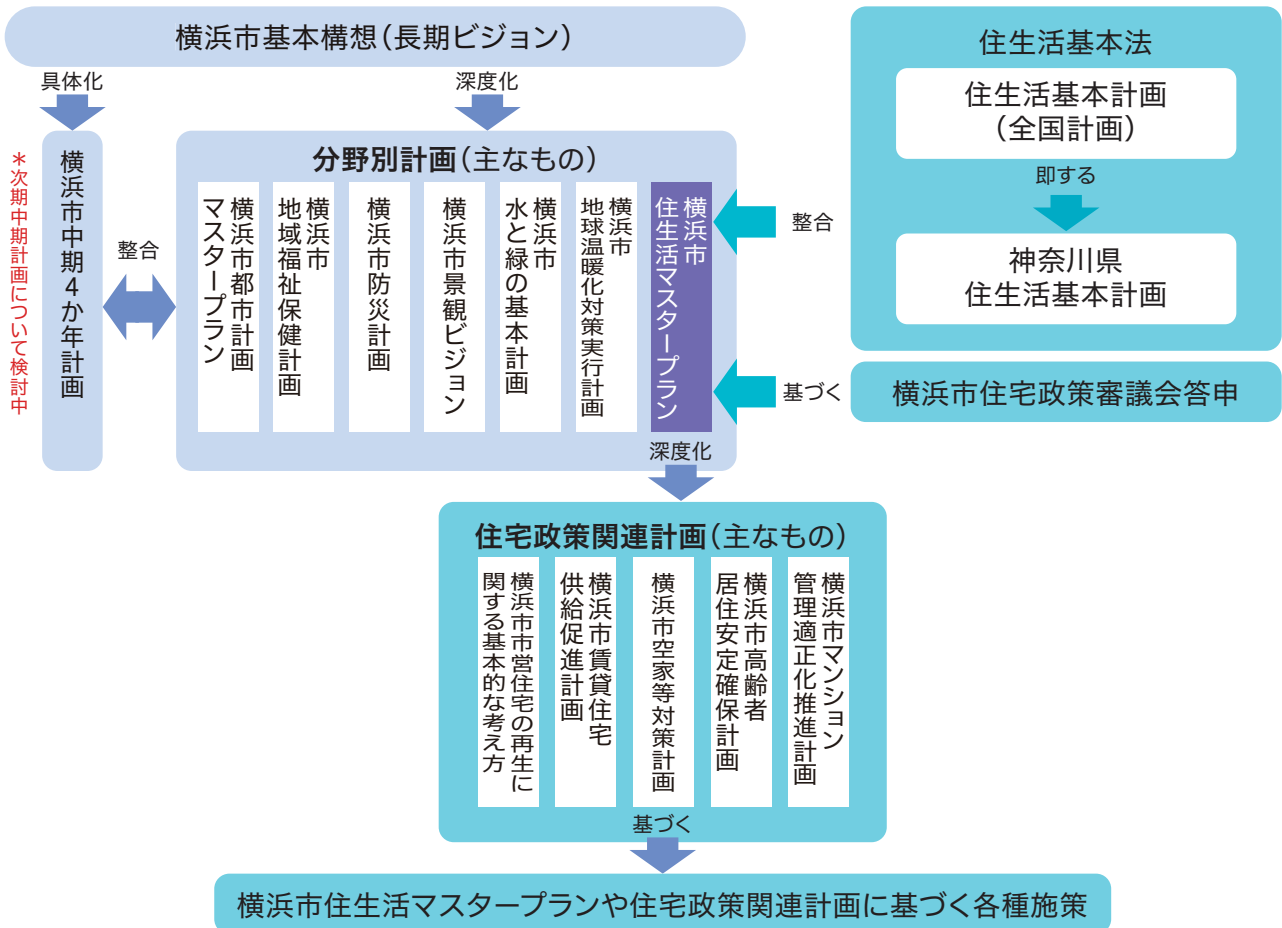 横浜市基本構想（長期ビジョン）
具体化
深度化
＊次期中期計画について検討中
横浜市中期４か年計画
整合
分野別計画（主なもの）
横浜市都市計画
マスタープラン
横浜市
地域福祉保健計画
横浜市防災計画
横浜市景観ビジョン
横浜市
水と緑の基本計画
横浜市
地球温暖化対策実行計画
横浜市
住生活マスタープラン
整合
基づく
住生活基本法
住生活基本計画
（全国計画）
即する
神奈川県
住生活基本計画
横浜市住宅政策審議会答申
深度化
住宅政策関連計画（主なもの）
横浜市市営住宅の再生に
関する基本的な考え方
横浜市賃貸住宅
供給促進計画
横浜市空家等対策計画
横浜市高齢者
居住安定確保計画
横浜市マンション
管理適正化推進計画
基づく
横浜市住生活マスタープランや住宅政策関連計画に基づく各種施策